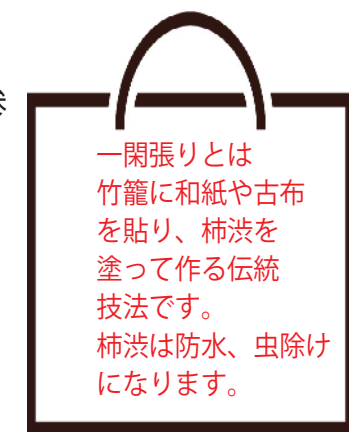 一閑張りとは
竹籠に和紙や古布
を貼り、柿渋を
塗って作る伝統
技法です。
柿渋は防水、虫除け
になります。